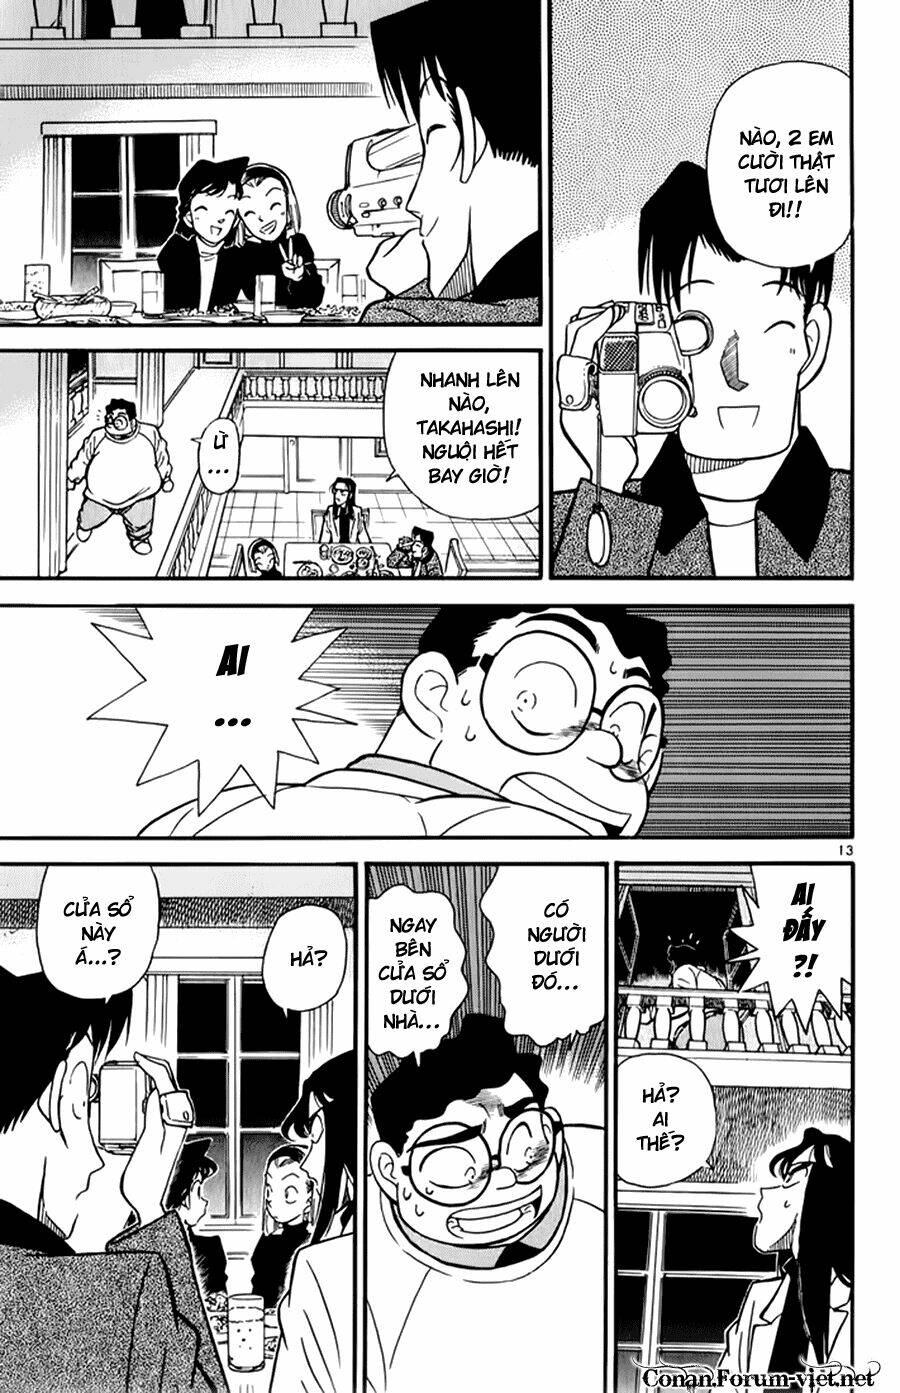 NÀO, 2 EM
CƯỜI THẬT
TƯƠI LÊN
ĐI!!
NHANH LÊN
NÀO,
TAKAHASHI!
NGUỘI HẾT
BAY GIỜ!
Ừ
...
AI
...
13
AI
ĐẤY
?!
HẢ?
AI
THẾ?
CÓ
NGƯỜI
DƯỚI
ĐÓ...
NGAY
BÊN
CỬA SỔ
DƯỚI
NHÀ...
HẢ?
CỬA SỔ
NÀY
Á...?
Conan.Forum-viet.net